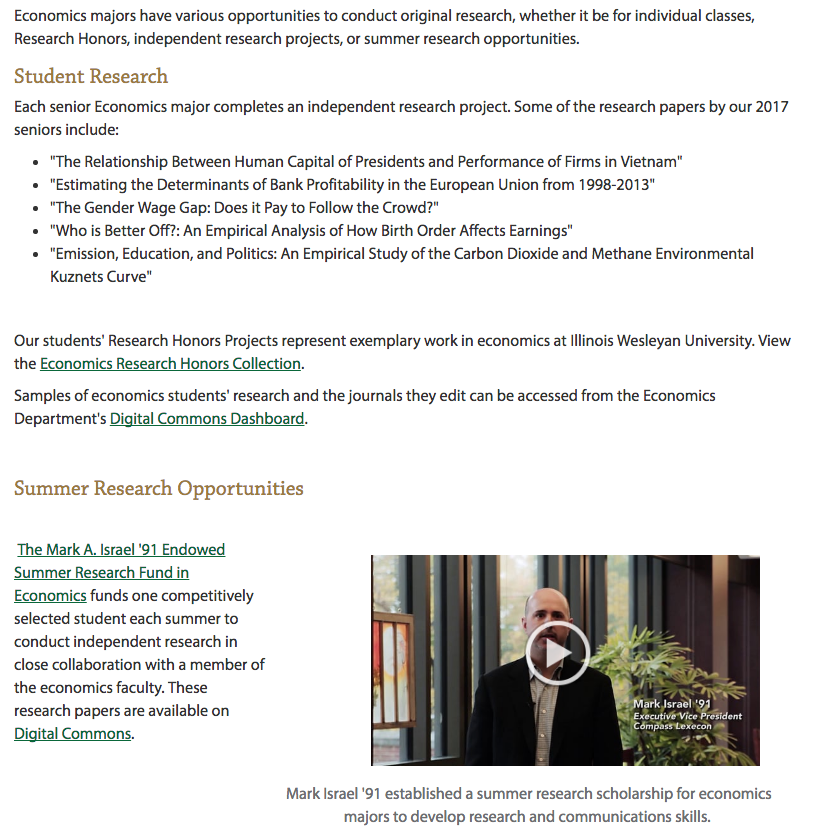 Economics majors have various opportunities to conduct original research, whether it be for individual classes,
Research Honors, independent research projects, or summer research opportunities.
Student Research
Each senior Economics major completes an independent research project. Some of the research papers by our 2017
seniors include:
• "The Relationship Between Human Capital of Presidents and Performance of Firms in Vietnam"
• "Estimating the Determinants of Bank Profitability in the European Union from 1998-2013"
• "The Gender Wage Gap: Does it Pay to Follow the Crowd?"
• "Who is Better Off?: An Empirical Analysis of How Birth Order Affects Earnings"
• "Emission, Education, and Politics: An Empirical Study of the Carbon Dioxide and Methane Environmental
Kuznets Curve"
Our students' Research Honors Projects represent exemplary work in economics at Illinois Wesleyan University. View
the Economics Research Honors Collection.
Samples of economics students' research and the journals they edit can be accessed from the Economics
Department's Digital Commons Dashboard.
Summer Research Opportunities
The Mark A. Israel '91 Endowed
Summer Research Fund in
Economics funds one competitively
selected student each summer to
conduct independent research in
close collaboration with a member of
the economics faculty. These
research papers are available on
Digital Commons.
Mark Israel '91
Executive Vice President
Compass Lexecon
Mark Israel '91 established a summer research scholarship for economics
majors to develop research and communications skills.